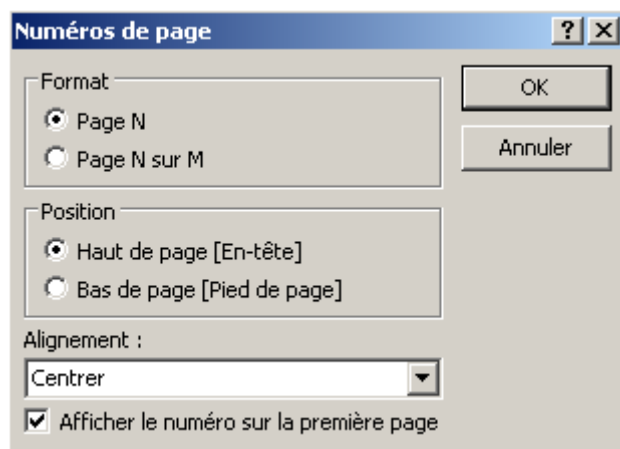 Numéros de page
Format
OK
Page N
Page N sur M
Annuler
Position
Haut de page [En-tête]
Bas de page [Pied de page]
Alignement :
Centrer
Afficher le numéro sur la première page